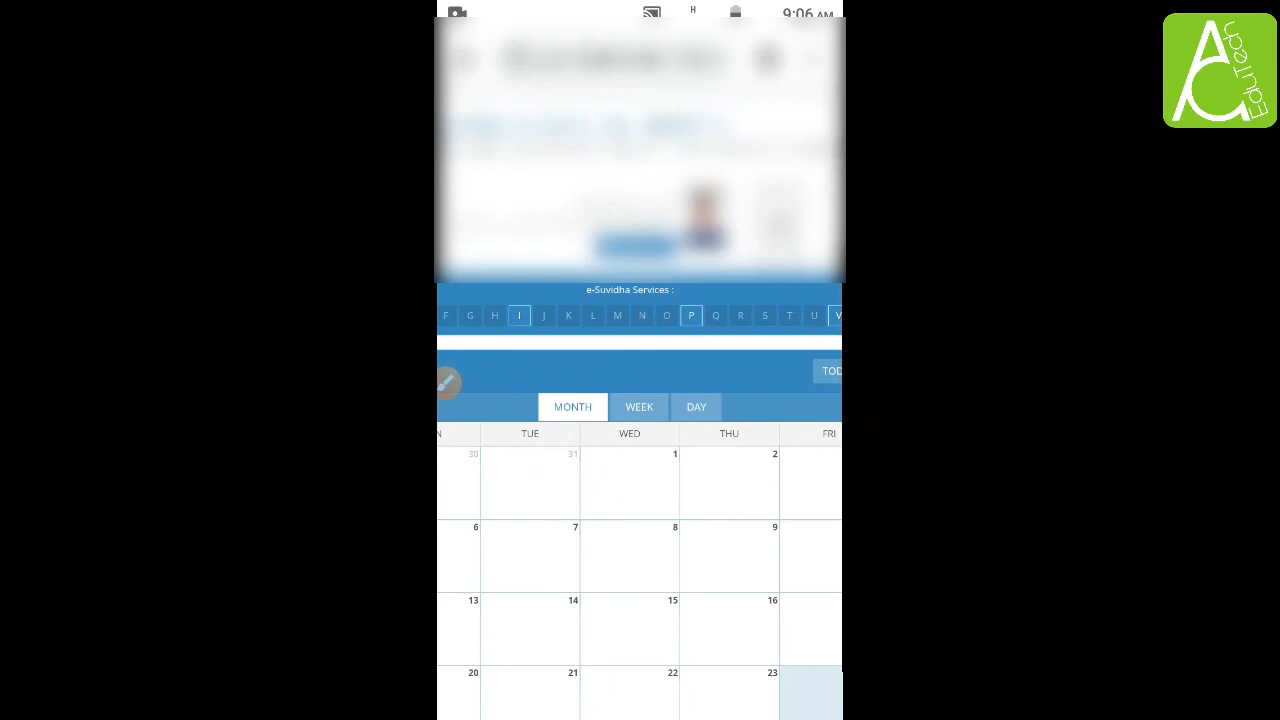 H 9:06 AM
EduTech
e-Suvidha Services :
F G H I J K L M N O P Q R S T U V
TOD
MONTH WEEK DAY
N TUE WED THU FRI
30 31 1 2
6 7 8 9
13 14 15 16
20 21 22 23